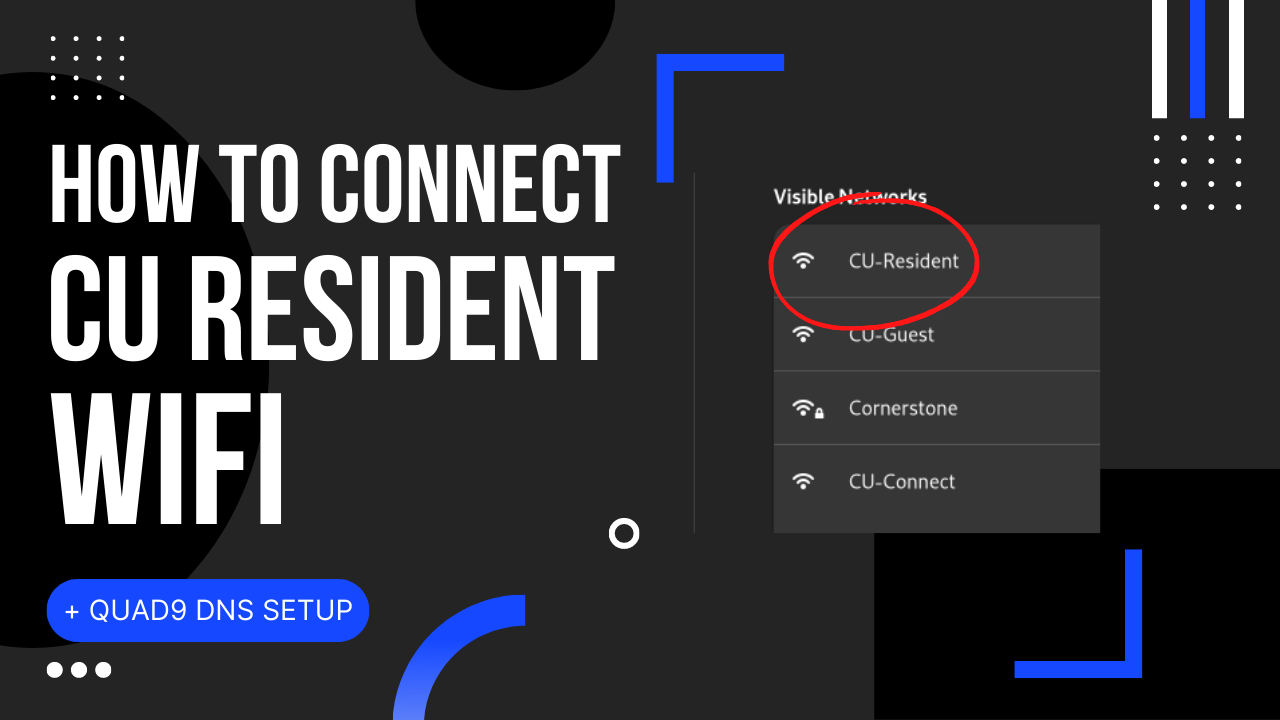 HOW TO CONNECT
CU RESIDENT
WIFI
+ QUAD9 DNS SETUP
Visible Networks
CU-Resident
CU-Guest
Cornerstone
CU-Connect